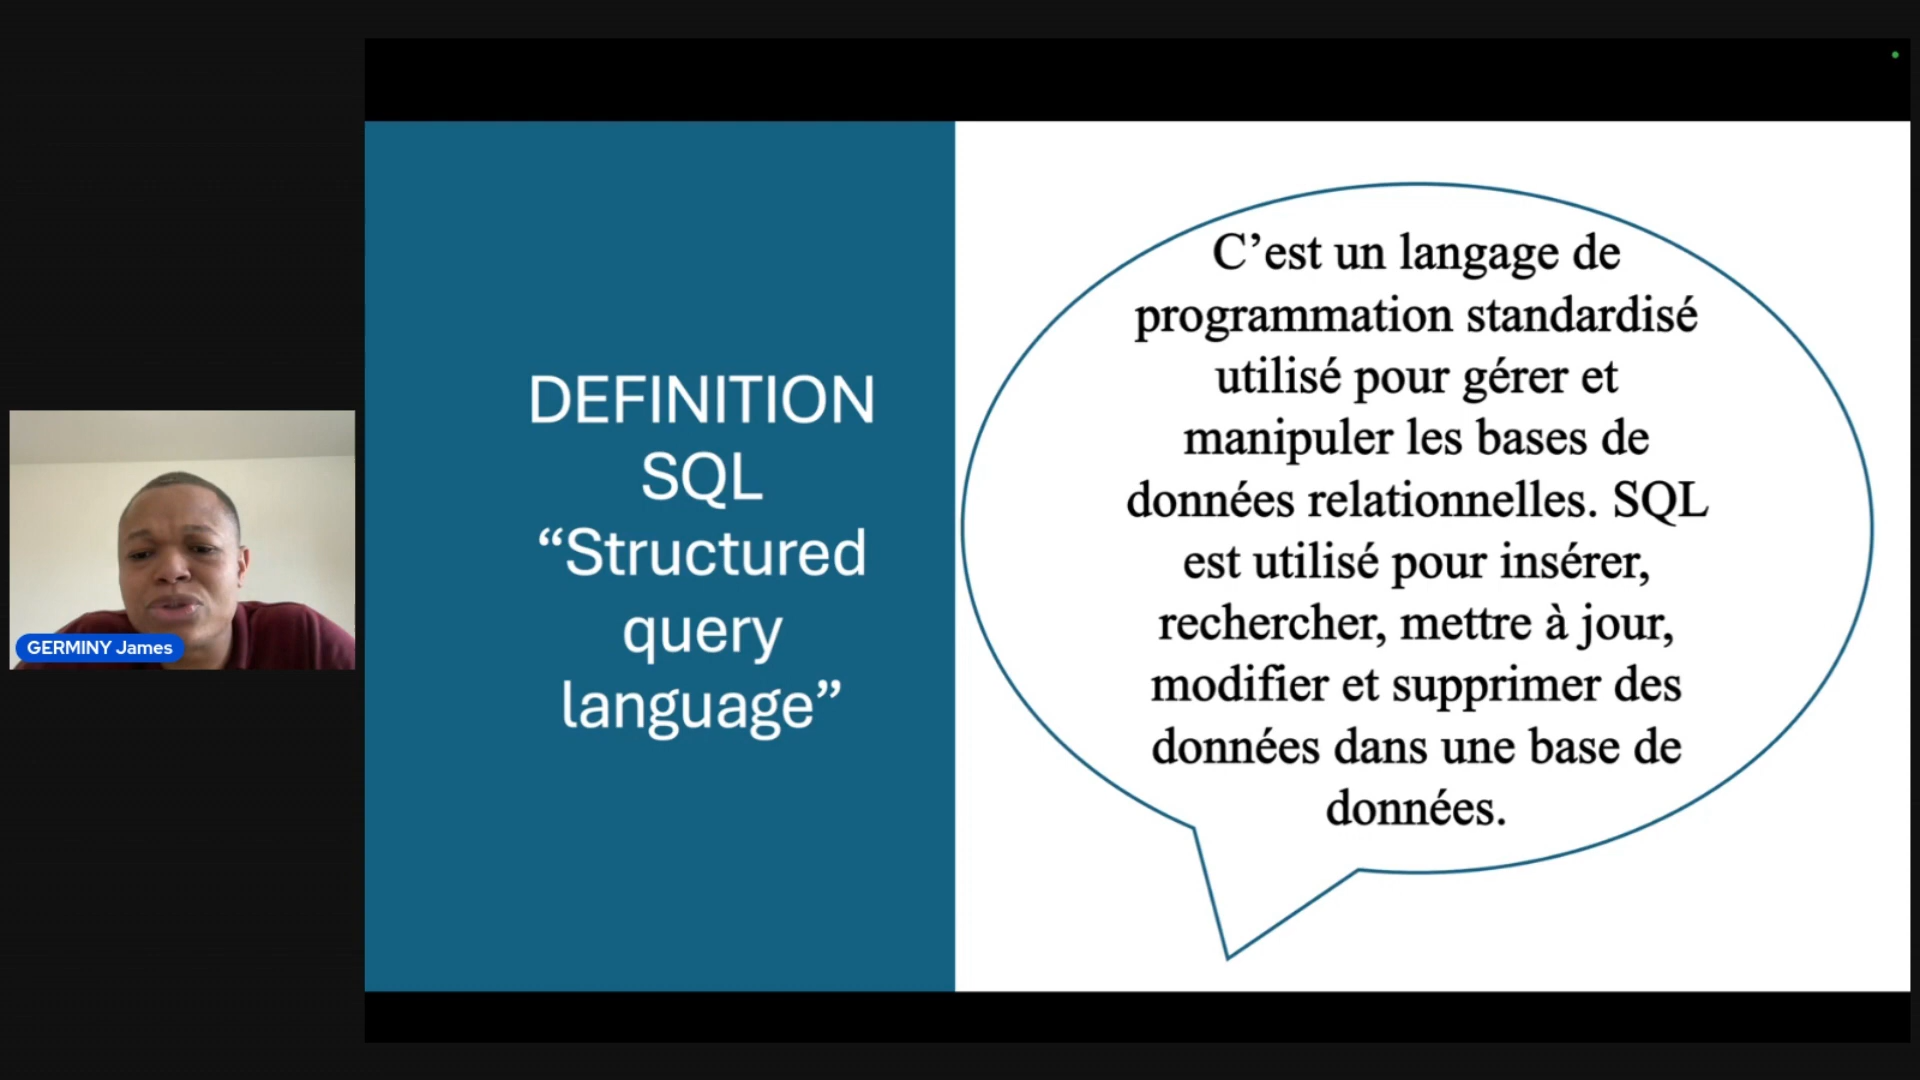 GERMINY James
DEFINITION
SQL
“Structured
query
language”
C’est un langage de
programmation standardisé
utilisé pour gérer et
manipuler les bases de
données relationnelles. SQL
est utilisé pour insérer,
rechercher, mettre à jour,
modifier et supprimer des
données dans une base de
données.